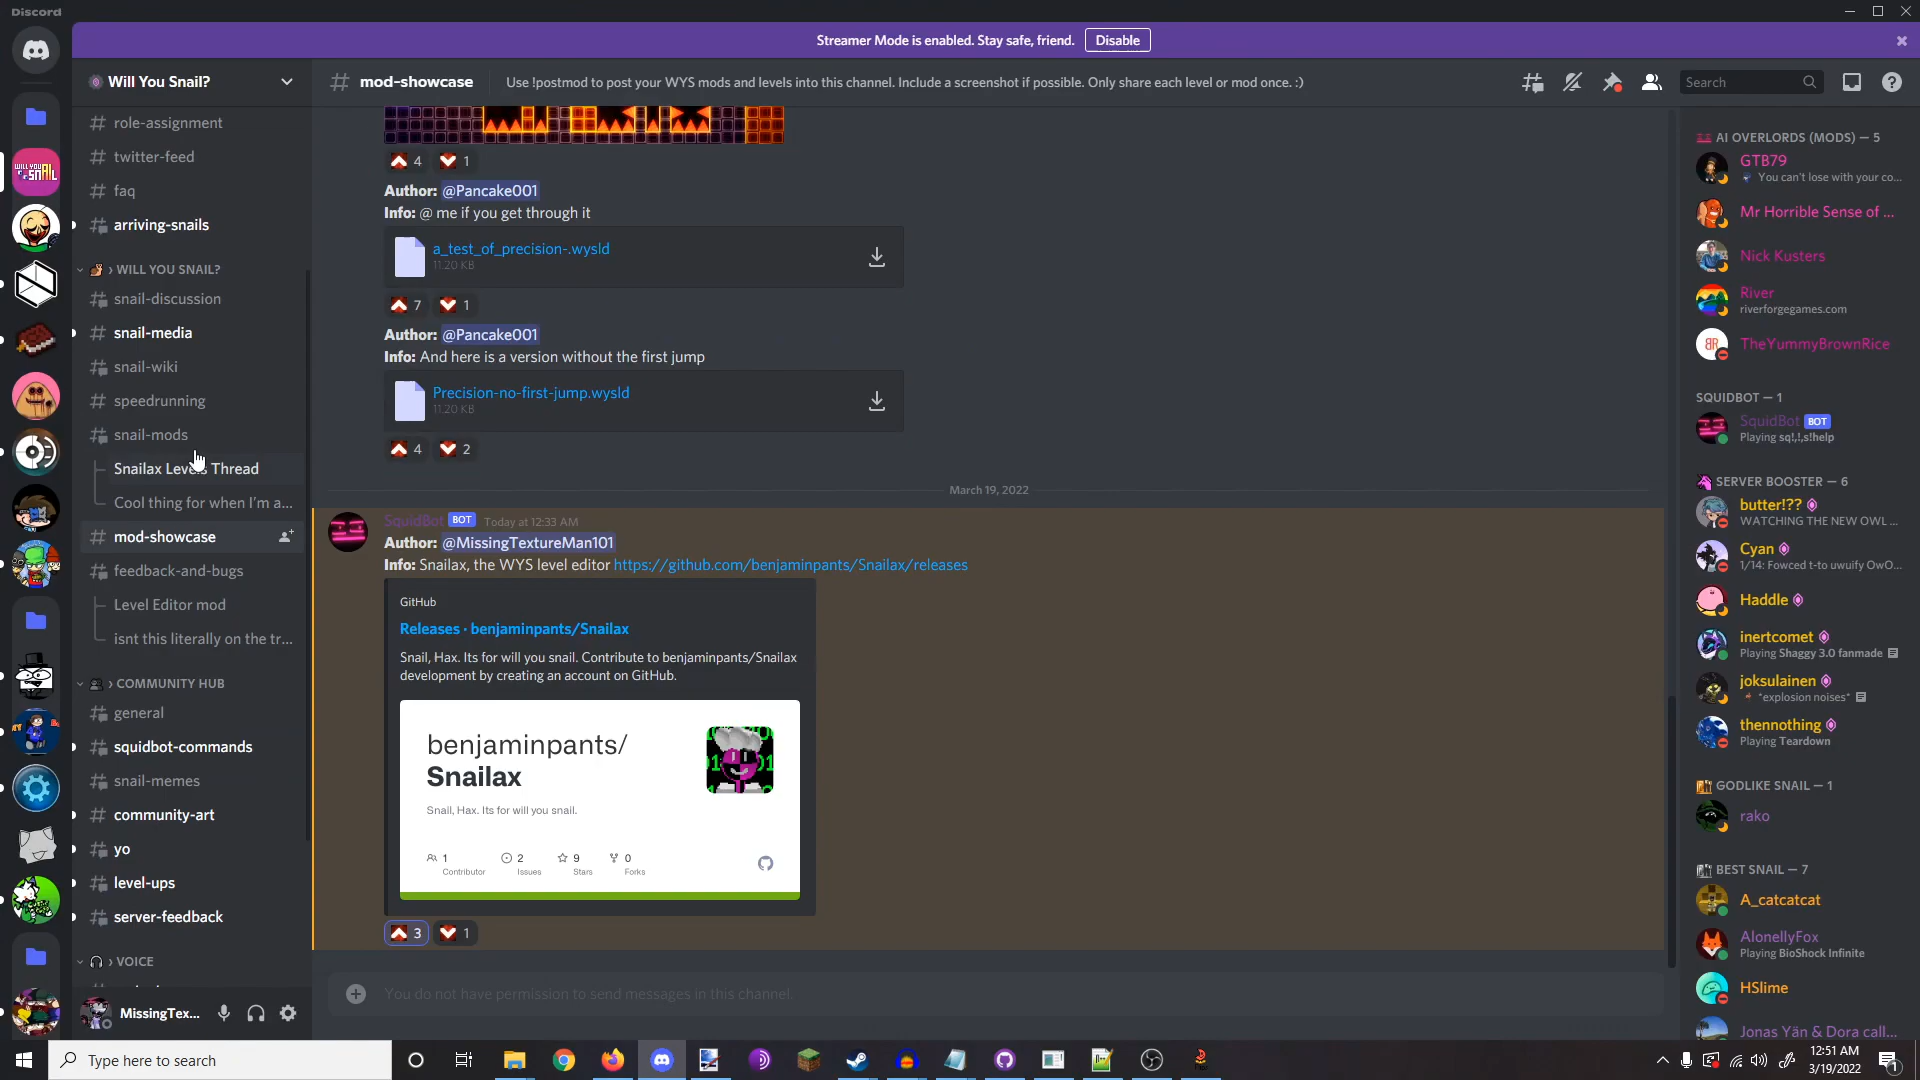 Discord
Streamer Mode is enabled. Stay safe, friend.
Disable
Will You Snail?
mod-showcase
Use !postmod to post your WYS mods and levels into this channel. Include a screenshot if possible. Only share each level or mod once. :)
Search
role-assignment
twitter-feed
faq
arriving-snails
› WILL YOU SNAIL?
snail-discussion
snail-media
snail-wiki
speedrunning
snail-mods
Snailax Levels Thread
Cool thing for when I'm a...
mod-showcase
feedback-and-bugs
Level Editor mod
isnt this literally on the tr...
› COMMUNITY HUB
general
squidbot-commands
snail-memes
community-art
yo
level-ups
server-feedback
› VOICE
MissingTex...
4 1
Author: @Pancake001
Info: @ me if you get through it
a_test_of_precision-.wysld
11.20 KB
7 1
Author: @Pancake001
Info: And here is a version without the first jump
Precision-no-first-jump.wysld
11.20 KB
4 2
March 19, 2022
SquidBot BOT Today at 12:33 AM
Author: @MissingTextureMan101
Info: Snailax, the WYS level editor https://github.com/benjaminpants/Snailax/releases
GitHub
Releases · benjaminpants/Snailax
Snail, Hax. Its for will you snail. Contribute to benjaminpants/Snailax
development by creating an account on GitHub.
benjaminpants/
Snailax
Snail, Hax. Its for will you snail.
1 2 9 0
Contributor Issues Stars Forks
3 1
You do not have permission to send messages in this channel.
AI OVERLORDS (MODS) — 5
GTB79
You can't lose with your co...
Mr Horrible Sense of ...
Nick Kusters
River
riverforgegames.com
TheYummyBrownRice
SQUIDBOT — 1
SquidBot BOT
Playing sq!,!,s!help
SERVER BOOSTER — 6
butter!??
WATCHING THE NEW OWL ...
Cyan
1/14: Fowced t-to uwuify OwO...
Haddle
inertcomet
Playing Shaggy 3.0 fanmade
joksulainen
*explosion noises*
thennothing
Playing Teardown
GODLIKE SNAIL — 1
rako
BEST SNAIL — 7
A_catcatcat
AlonellyFox
Playing BioShock Infinite
HSlime
Jonas Yän & Dora call...
Type here to search
12:51 AM
3/19/2022
1